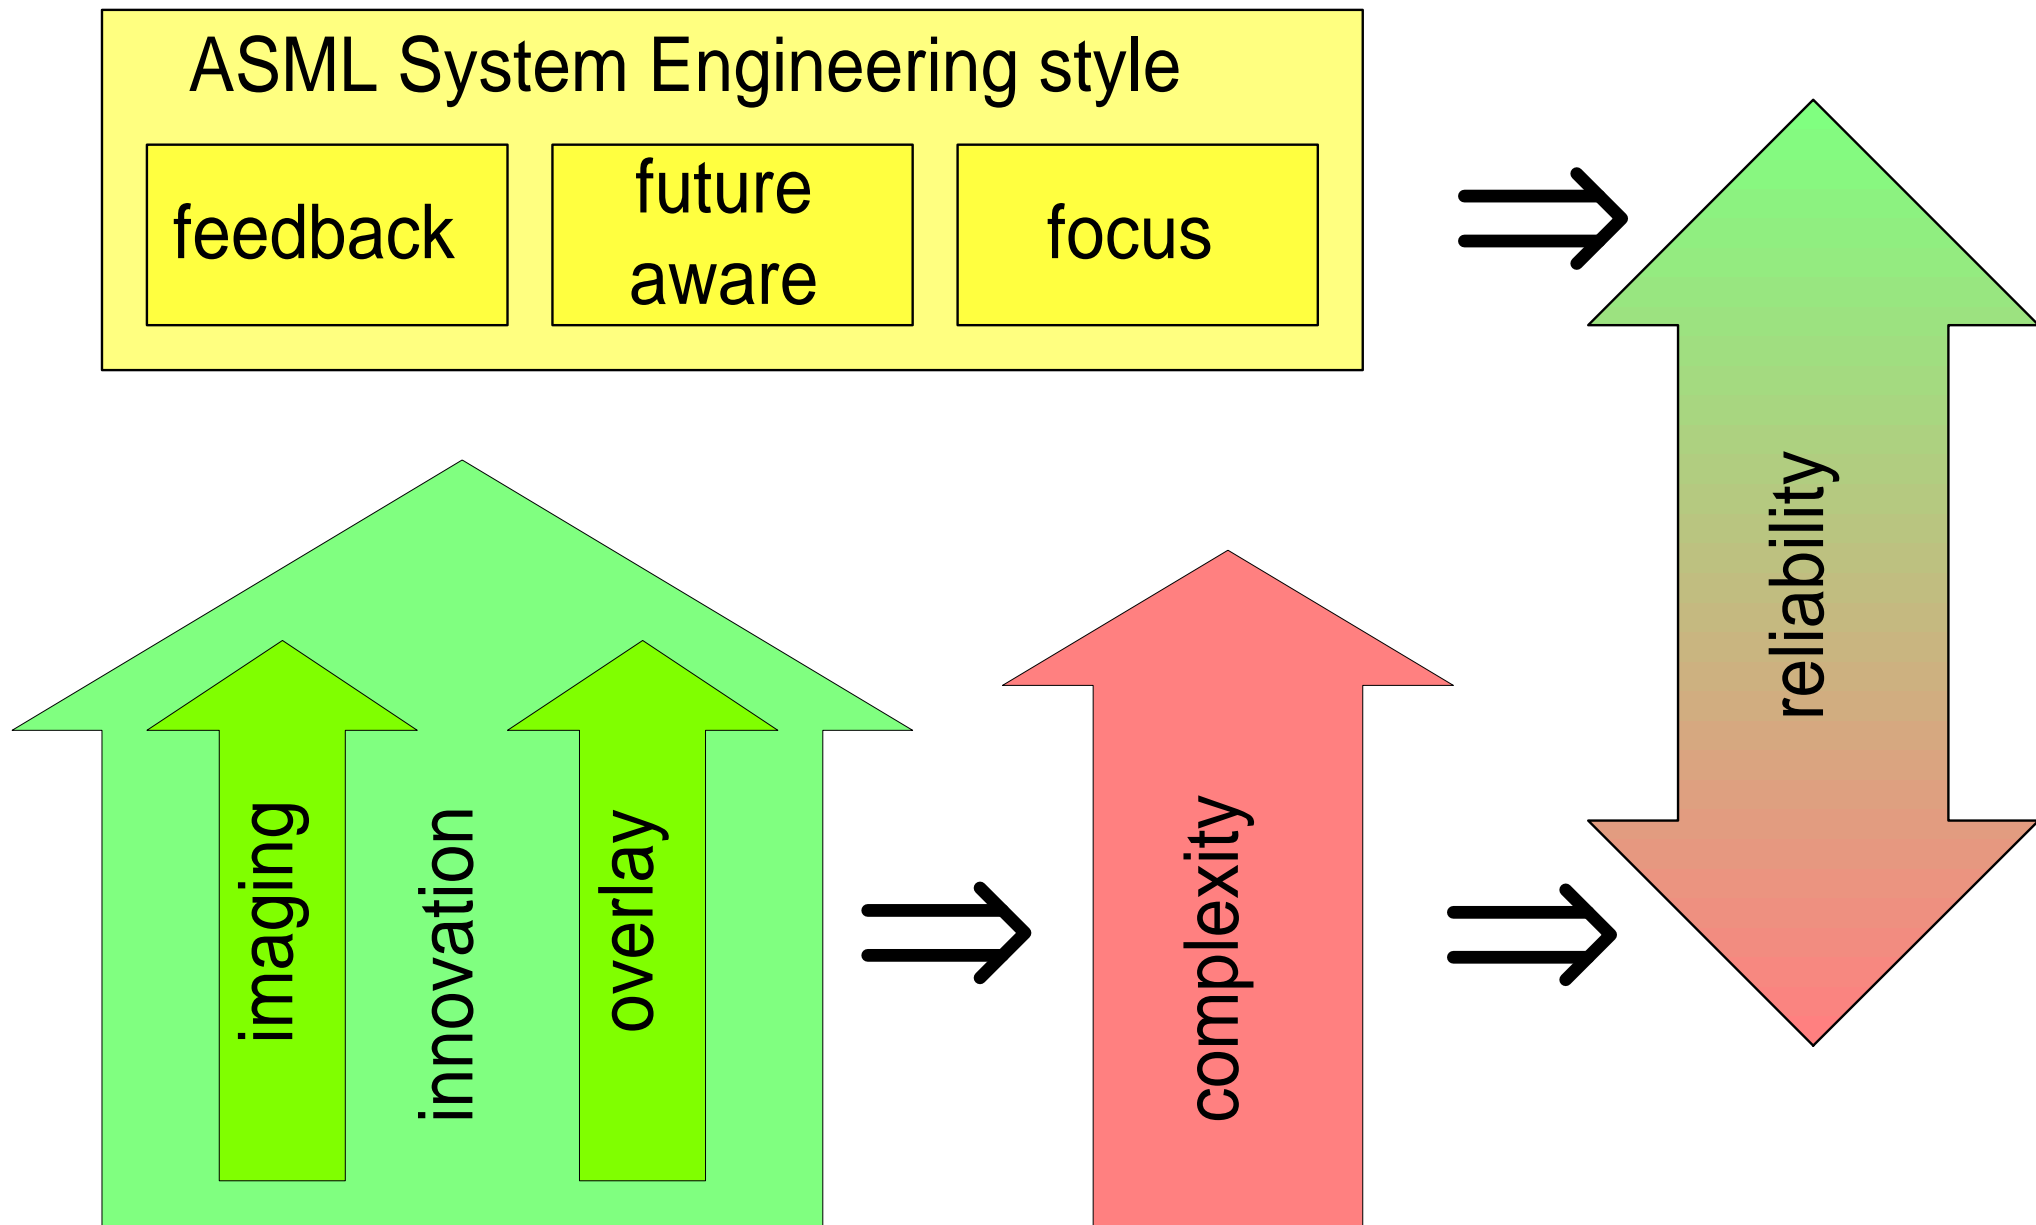 ASML System Engineering style
feedback
future
aware
focus
imaging
innovation
overlay
complexity
reliability